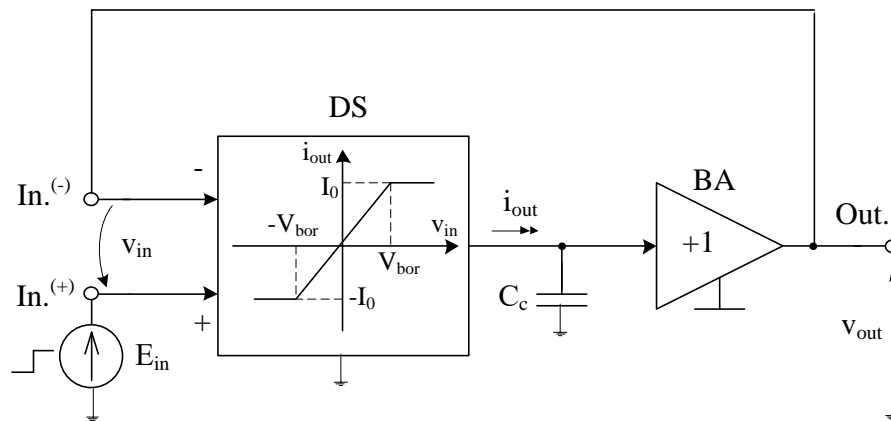 DS
i_out
I_0
-V_bor
v_in
V_bor
-I_0
In.(-)
-
v_in
In.(+)
+
E_in
i_out
C_c
BA
+1
Out.
v_out